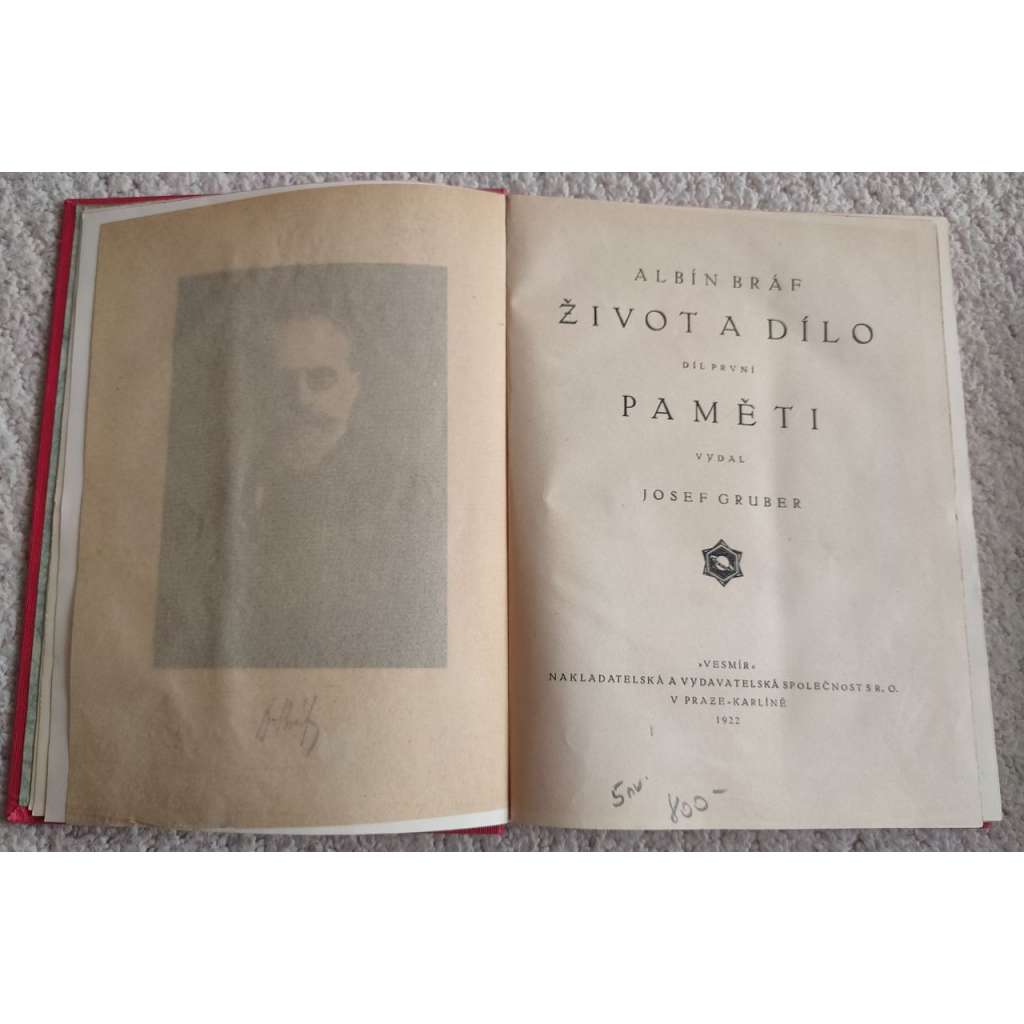 ALBÍN BRÁF
ŽIVOT A DÍLO
DÍL PRVNÍ
PAMĚTI
VYDAL
JOSEF GRUBER
»VESMÍR«
NAKLADATELSKÁ A VYDAVATELSKÁ SPOLEČNOST S R. O.
V PRAZE-KARLÍNĚ
1922
800-